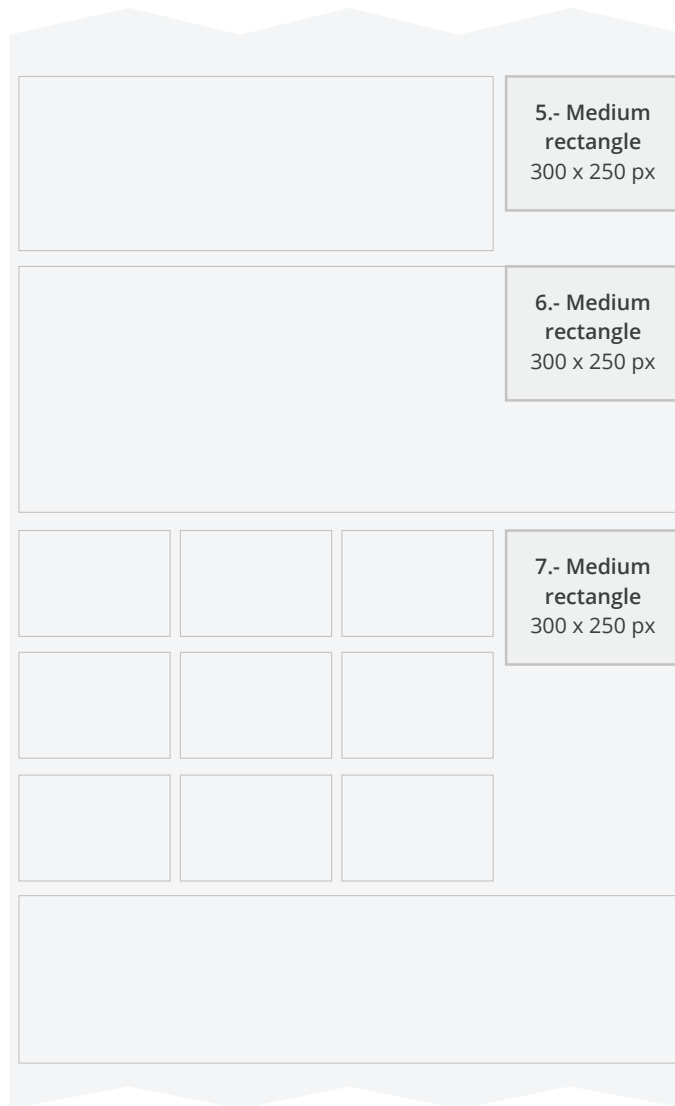 5.- Medium
rectangle
300 x 250 px
6.- Medium
rectangle
300 x 250 px
7.- Medium
rectangle
300 x 250 px